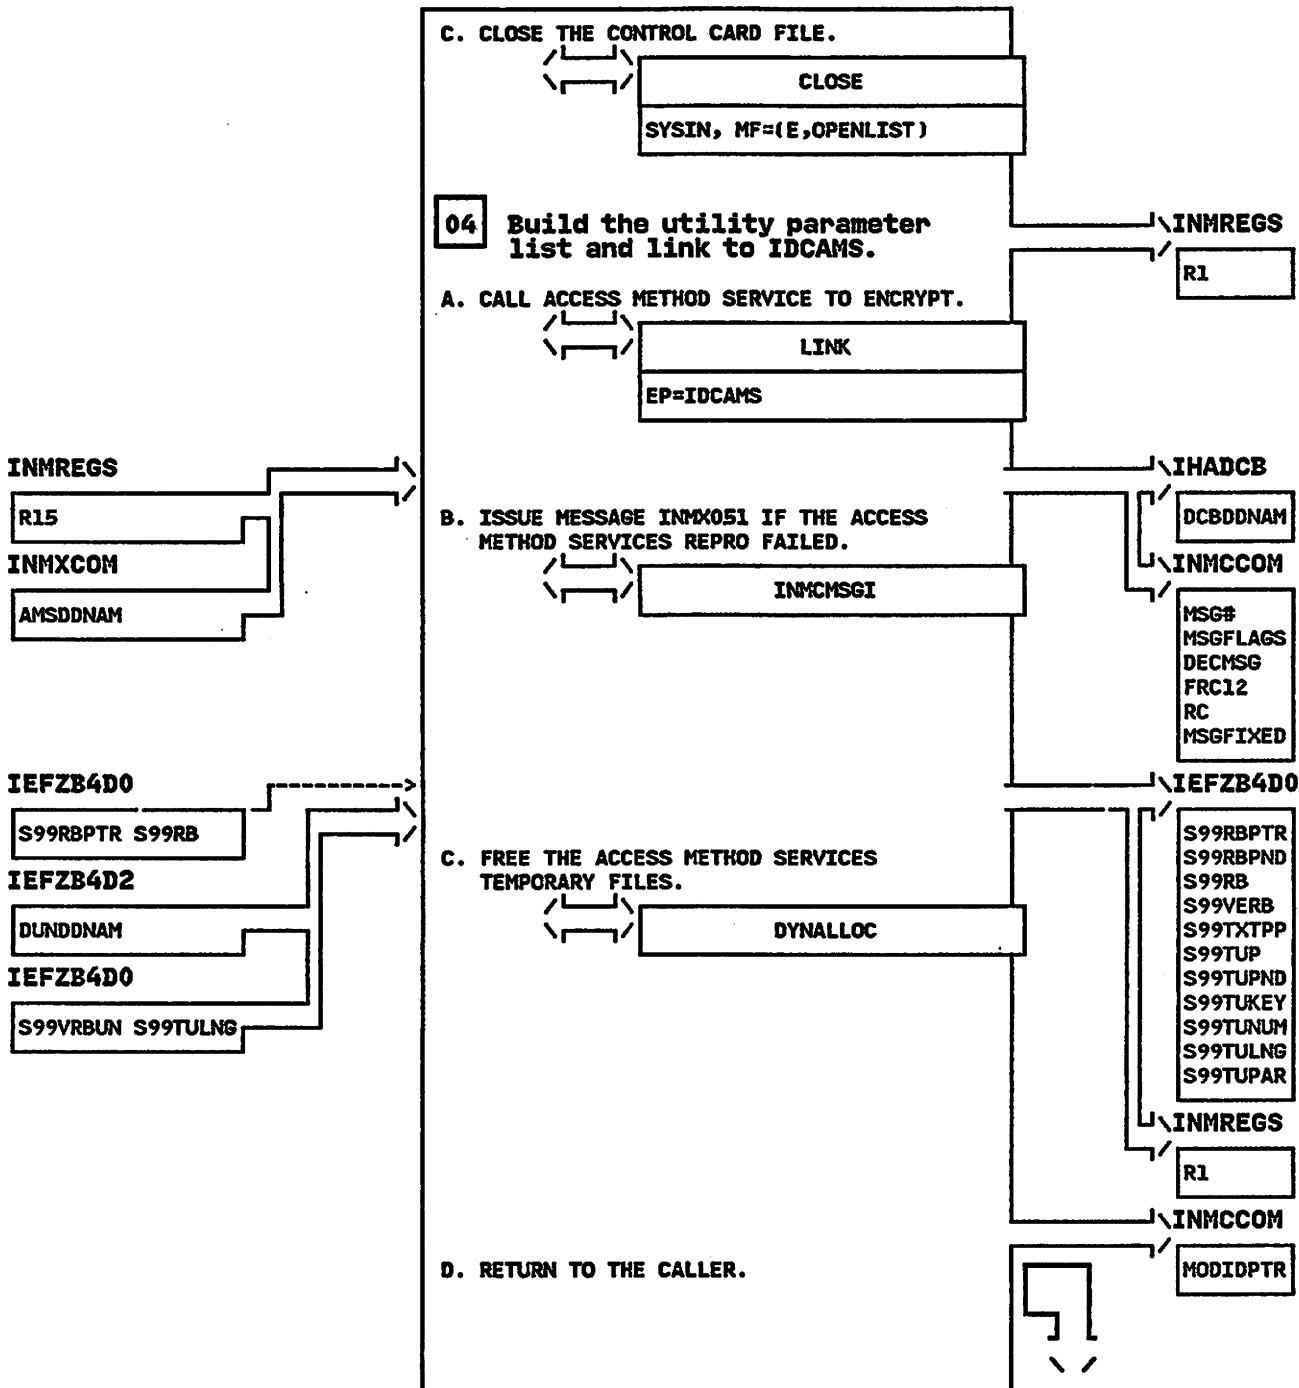 C. CLOSE THE CONTROL CARD FILE.
CLOSE
SYSIN, MF=(E,OPENLIST)
04 Build the utility parameter
list and link to IDCAMS.
INMREGS
R1
A. CALL ACCESS METHOD SERVICE TO ENCRYPT.
LINK
EP=IDCAMS
INMREGS
R15
INMXCOM
AMSDDNAM
B. ISSUE MESSAGE INMX051 IF THE ACCESS
METHOD SERVICES REPRO FAILED.
INMCMSGI
IHADCB
DCBDDNAM
INMCCOM
MSG#
MSGFLAGS
DECMSG
FRC12
RC
MSGFIXED
IEFZB4D0
S99RBPTR S99RB
IEFZB4D2
DUNDDNAM
IEFZB4D0
S99VRBUN S99TULNG
C. FREE THE ACCESS METHOD SERVICES
TEMPORARY FILES.
DYNALLOC
IEFZB4D0
S99RBPTR
S99RBPND
S99RB
S99VERB
S99TXTPP
S99TUP
S99TUPND
S99TUKEY
S99TUNUM
S99TULNG
S99TUPAR
INMREGS
R1
INMCCOM
MODIDPTR
D. RETURN TO THE CALLER.